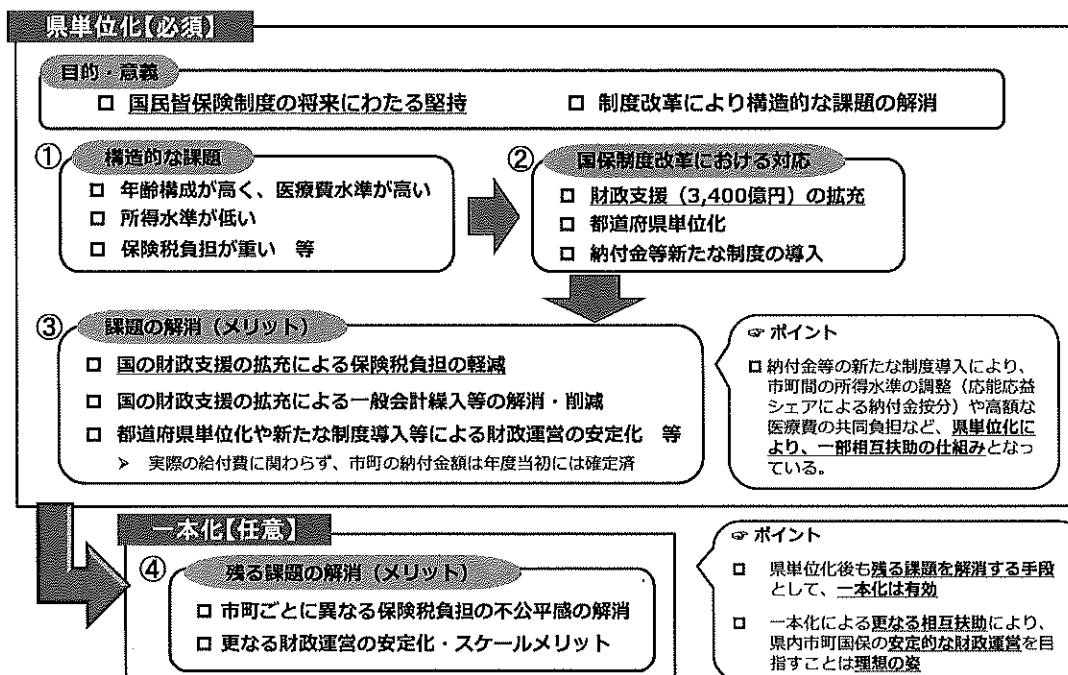 県単位化【必須】
目的・意義
□ 国民皆保険制度の将来にわたる堅持 □ 制度改革により構造的な課題の解消
① 構造的な課題
□ 年齢構成が高く、医療費水準が高い
□ 所得水準が低い
□ 保険税負担が重い 等
② 国保制度改革における対応
□ 財政支援（3,400億円）の拡充
□ 都道府県単位化
□ 納付金等新たな制度の導入
③ 課題の解消（メリット）
□ 国の財政支援の拡充による保険税負担の軽減
□ 国の財政支援の拡充による一般会計繰入等の解消・削減
□ 都道府県単位化や新たな制度導入等による財政運営の安定化 等
➢ 実際の給付費に関わらず、市町の納付金額は年度当初には確定済
☞ ポイント
□ 納付金等の新たな制度導入により、
市町間の所得水準の調整（応能応益
シェアによる納付金按分）や高額な
医療費の共同負担など、県単位化に
より、一部相互扶助の仕組みとなっ
ている。
一本化【任意】
④ 残る課題の解消（メリット）
□ 市町ごとに異なる保険税負担の不公平感の解消
□ 更なる財政運営の安定化・スケールメリット
☞ ポイント
□ 県単位化後も残る課題を解消する手段
として、一本化は有効
□ 一本化による更なる相互扶助により、
県内市町国保の安定的な財政運営を目
指すことは理想の姿